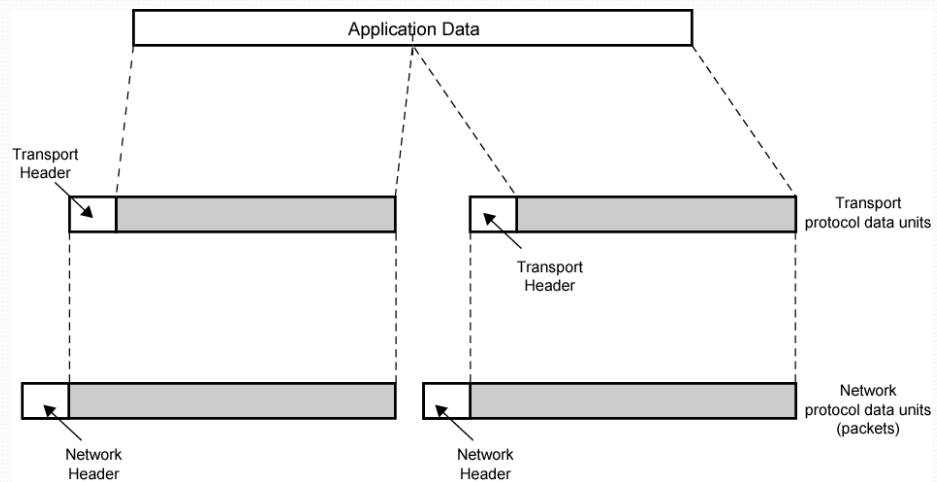 Application Data
Transport
Header
Transport
protocol data units
Transport
Header
Network
protocol data units
(packets)
Network
Header
Network
Header